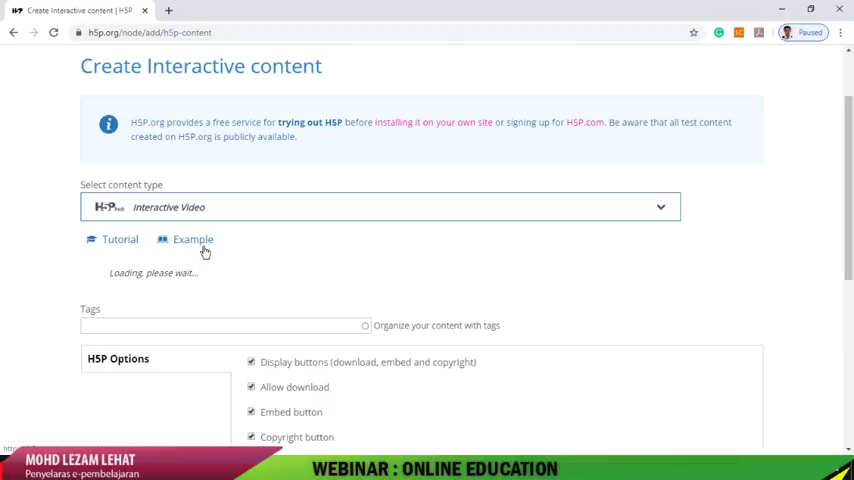 Create Interactive content | H5P
h5p.org/node/add/h5p-content
Paused
Create Interactive content
H5P.org provides a free service for trying out H5P before installing it on your own site or signing up for H5P.com. Be aware that all test content
created on H5P.org is publicly available.
Select content type
H5P hub Interactive Video
Tutorial Example
Loading, please wait...
Tags
Organize your content with tags
H5P Options
Display buttons (download, embed and copyright)
Allow download
Embed button
Copyright button
MOHD LEZAM LEHAT
Penyelaras e-pembelajaran
WEBINAR : ONLINE EDUCATION